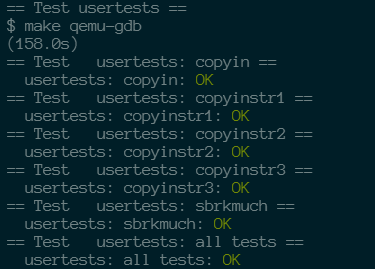 == Test usertests ==
$ make qemu-gdb
(158.0s)
== Test   usertests: copyin ==
  usertests: copyin: OK
== Test   usertests: copyinstr1 ==
  usertests: copyinstr1: OK
== Test   usertests: copyinstr2 ==
  usertests: copyinstr2: OK
== Test   usertests: copyinstr3 ==
  usertests: copyinstr3: OK
== Test   usertests: sbrkmuch ==
  usertests: sbrkmuch: OK
== Test   usertests: all tests ==
  usertests: all tests: OK